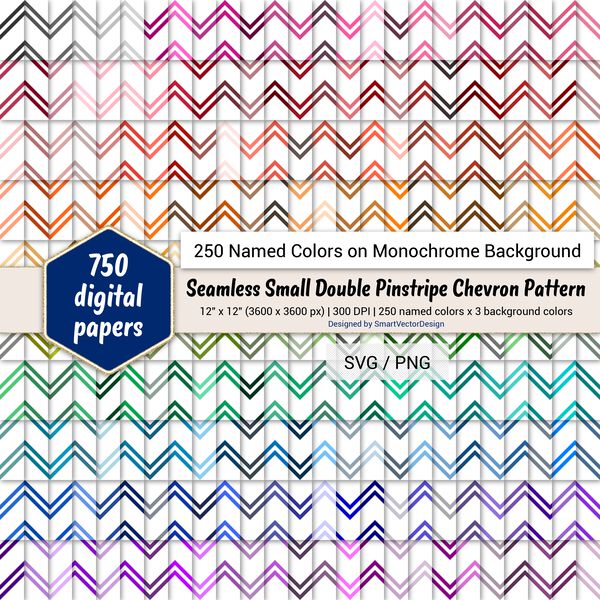 250 Named Colors on Monochrome Background
750
digital
papers
Seamless Small Double Pinstripe Chevron Pattern
12" x 12" (3600 x 3600 px) | 300 DPI | 250 named colors x 3 background colors
Designed by SmartVectorDesign
SVG / PNG